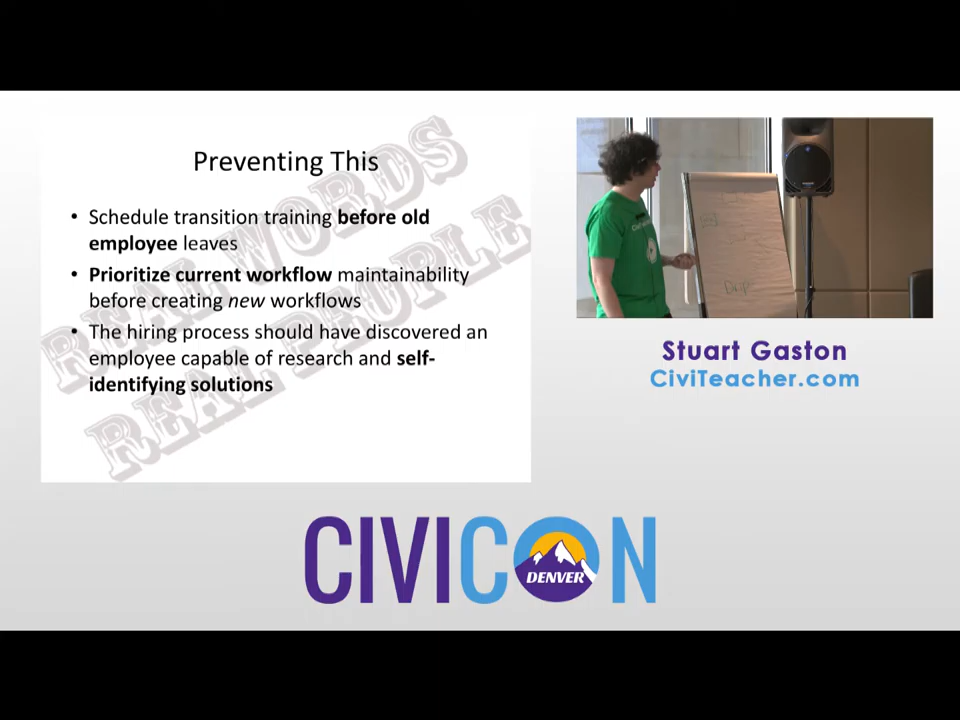 Preventing This
• Schedule transition training before old
employee leaves
• Prioritize current workflow maintainability
before creating new workflows
• The hiring process should have discovered an
employee capable of research and self-
identifying solutions
REAL WORDS
REAL PEOPLE
Stuart Gaston
CiviTeacher.com
CIVICON
DENVER